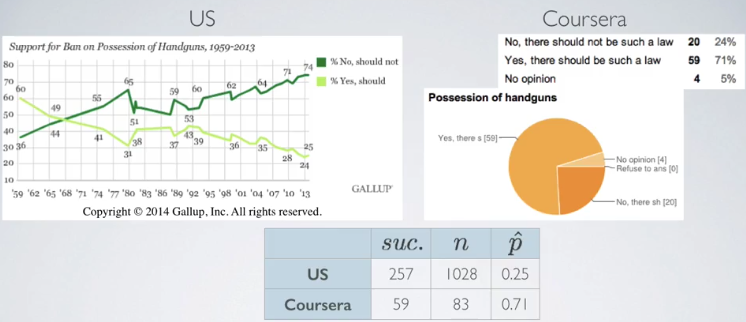 US
Coursera
Support for Ban on Possession of Handguns, 1959-2013
% No, should not
% Yes, should
80
70
60
50
40
30
20
10
60
36
49
44
55
41
65
31
51
38
59
37
53
43
60
39
62
36
64
35
71
28
74
25
24
'59 '62 '65 '68 '71 '74 '77 '80 '83 '86 '89 '92 '95 '98 '01 '04 '07 '10 '13
GALLUP
Copyright © 2014 Gallup, Inc. All rights reserved.
No, there should not be such a law 20 24%
Yes, there should be such a law 59 71%
No opinion 4 5%
Possession of handguns
Yes, there s [59]
No opinion [4]
Refuse to ans [0]
No, there sh [20]
suc. n p̂
US 257 1028 0.25
Coursera 59 83 0.71